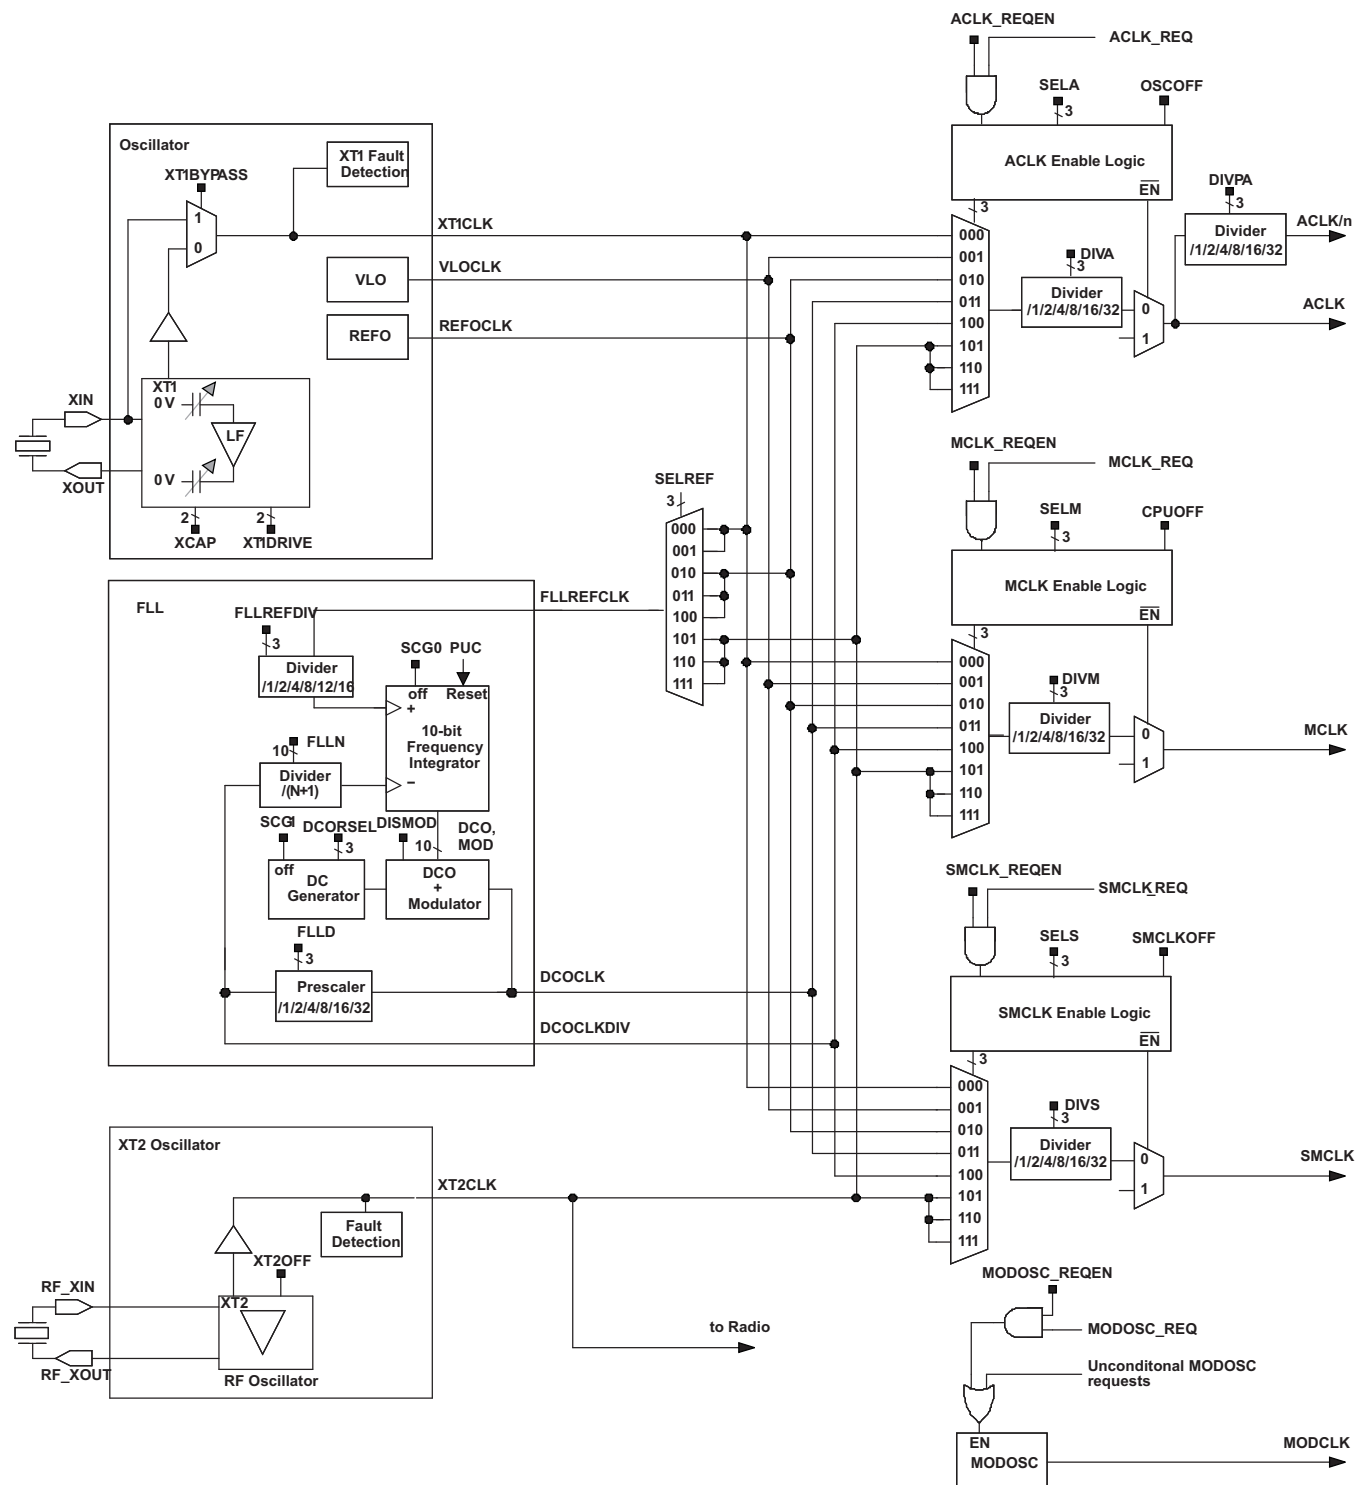 ACLK_REQEN
ACLK_REQ
SELA
3
OSCOFF
ACLK Enable Logic
EN
3
DIVPA
3
Divider
/1/2/4/8/16/32
ACLK/n
000
001
010
011
100
101
110
111
DIVA
3
Divider
/1/2/4/8/16/32
0
1
ACLK
Oscillator
XT1BYPASS
1
0
XT1 Fault
Detection
XT1CLK
VLO
VLOCLK
REFO
REFOCLK
XT1
0 V
LF
0 V
XIN
XOUT
2
XCAP
2
XT1DRIVE
SELREF
3
000
001
010
011
100
101
110
111
MCLK_REQEN
MCLK_REQ
SELM
3
CPUOFF
MCLK Enable Logic
EN
3
000
001
010
011
100
101
110
111
DIVM
3
Divider
/1/2/4/8/16/32
0
1
MCLK
FLL
FLLREFCLK
FLLREFDIV
3
Divider
/1/2/4/8/12/16
SCG0
PUC
off
Reset
+
10-bit
Frequency
Integrator
−
FLLN
10
Divider
/(N+1)
SCG1
DCORSEL
3
DISMOD
10
DCO,
MOD
off
DC
Generator
DCO
+
Modulator
FLLD
3
Prescaler
/1/2/4/8/16/32
DCOCLK
DCOCLKDIV
SMCLK_REQEN
SMCLK_REQ
SELS
3
SMCLKOFF
SMCLK Enable Logic
EN
3
000
001
010
011
100
101
110
111
DIVS
3
Divider
/1/2/4/8/16/32
0
1
SMCLK
XT2 Oscillator
XT2CLK
Fault
Detection
XT2OFF
XT2
RF Oscillator
RF_XIN
RF_XOUT
to Radio
MODOSC_REQEN
MODOSC_REQ
Unconditonal MODOSC
requests
EN
MODOSC
MODCLK